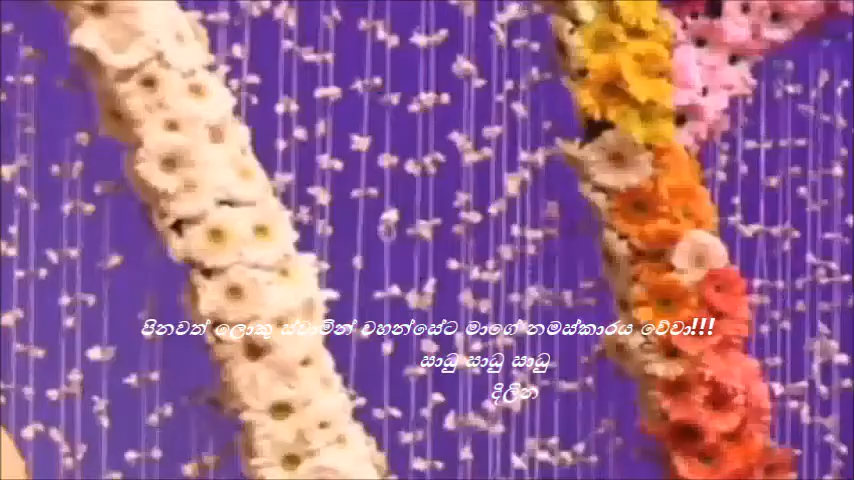 පිනවත් ලොකු ස්වාමින් වහන්සේට මාගේ නමස්කාරය වේවා!!!
සාධු සාධු සාධු
දිලින